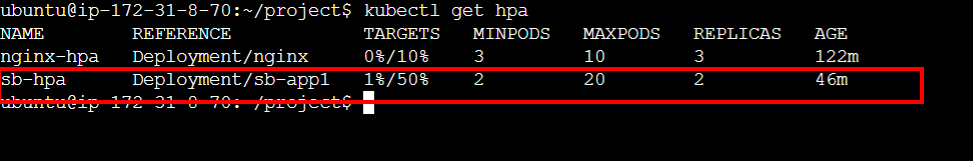 ubuntu@ip-172-31-8-70:~/project$ kubectl get hpa
NAME REFERENCE TARGETS MINPODS MAXPODS REPLICAS AGE
nginx-hpa Deployment/nginx 0%/10% 3 10 3 122m
sb-hpa Deployment/sb-app1 1%/50% 2 20 2 46m
ubuntu@ip-172-31-8-70:~/project$